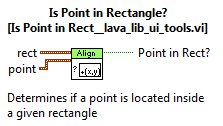 Is Point in Rectangle?
[Is Point in Rect__lava_lib_ui_tools.vi]
rect
point
Align
?
(x,y)
Point in Rect?
Determines if a point is located inside
a given rectangle